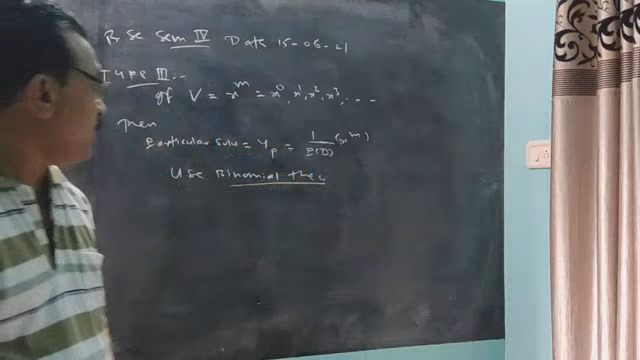 B Sc Sem IV Date 15-06-21
Type III :-
If V = x^m = x^0, x^1, x^2, x^3, ----
Then
Particular Soln = y_p = 1/F(D) (x^m)
Use Binomial theo